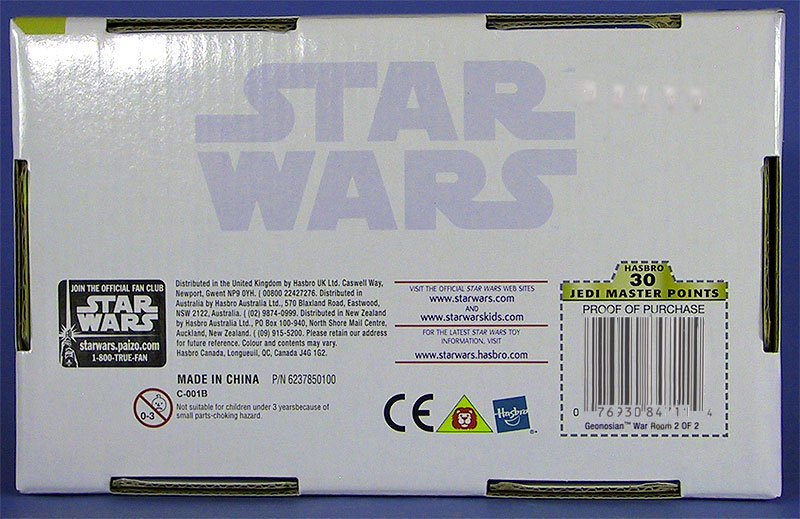 STAR
WARS
JOIN THE OFFICIAL FAN CLUB
STAR
WARS
starwars.paizo.com
1-800-TRUE-FAN
Distributed in the United Kingdom by Hasbro UK Ltd. Caswell Way,
Newport, Gwent NP9 0YH. ( 00800 22427276. Distributed in
Australia by Hasbro Australia Ltd., 570 Blaxland Road, Eastwood,
NSW 2122, Australia. ( (02) 9874-0999. Distributed in New Zealand
by Hasbro Australia Ltd., PO Box 100-940, North Shore Mail Centre,
Auckland, New Zealand. ( (09) 915-5200. Please retain our address
for future reference. Colour and contents may vary.
Hasbro Canada, Longueuil, QC, Canada J4G 1G2.
MADE IN CHINA P/N 6237850100
C-001B
0-3
Not suitable for children under 3 yearsbecause of
small parts-choking hazard.
VISIT THE OFFICIAL STAR WARS WEB SITES
www.starwars.com
AND
www.starwarskids.com
FOR THE LATEST STAR WARS TOY
INFORMATION, VISIT
www.starwars.hasbro.com
CE
Hasbro
®
HASBRO
30
JEDI MASTER POINTS
PROOF OF PURCHASE
0 76930 84711 4
Geonosian™ War Room 2 OF 2